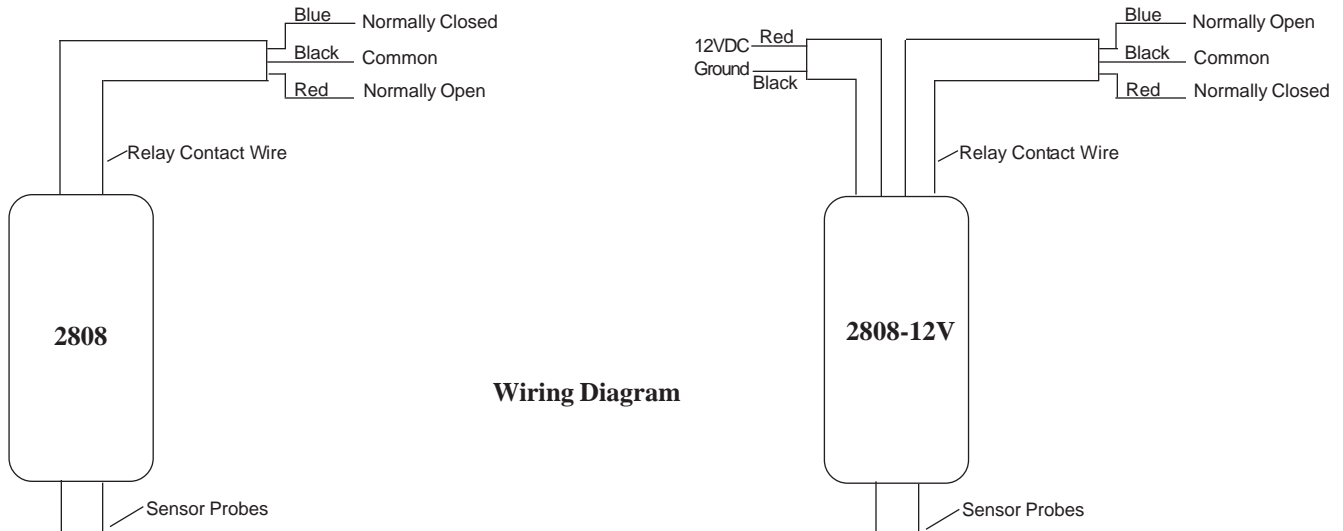 Blue Normally Closed
Black Common
Red Normally Open
Relay Contact Wire
2808
Sensor Probes
Wiring Diagram
12VDC Red
Ground Black
Blue Normally Open
Black Common
Red Normally Closed
Relay Contact Wire
2808-12V
Sensor Probes